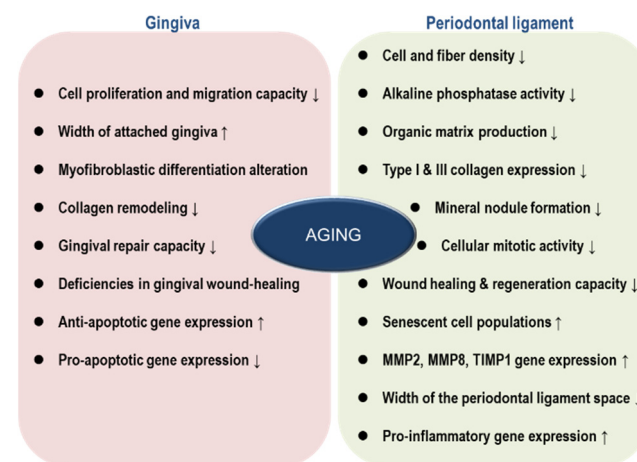 Gingiva
● Cell proliferation and migration capacity ↓
● Width of attached gingiva ↑
● Myofibroblastic differentiation alteration
● Collagen remodeling ↓
● Gingival repair capacity ↓
● Deficiencies in gingival wound-healing
● Anti-apoptotic gene expression ↑
● Pro-apoptotic gene expression ↓
AGING
Periodontal ligament
● Cell and fiber density ↓
● Alkaline phosphatase activity ↓
● Organic matrix production ↓
● Type I & III collagen expression ↓
● Mineral nodule formation ↓
● Cellular mitotic activity ↓
● Wound healing & regeneration capacity ↓
● Senescent cell populations ↑
● MMP2, MMP8, TIMP1 gene expression ↑
● Width of the periodontal ligament space
● Pro-inflammatory gene expression ↑